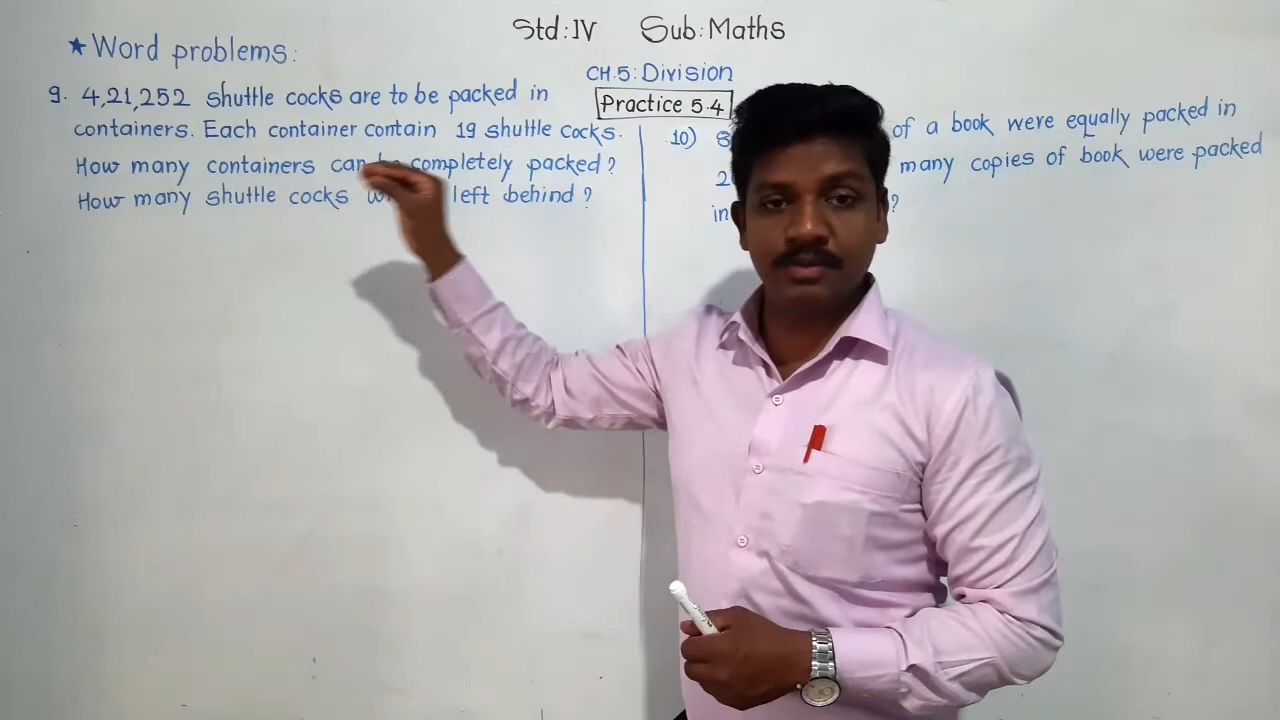 Std:IV Sub:Maths
★ Word problems:
CH.5: Division
Practice 5.4
9. 4,21,252 shuttle cocks are to be packed in
containers. Each container contain 19 shuttle cocks.
How many containers can completely packed?
How many shuttle cocks left behind?
10) of a book were equally packed in
many copies of book were packed
in ?